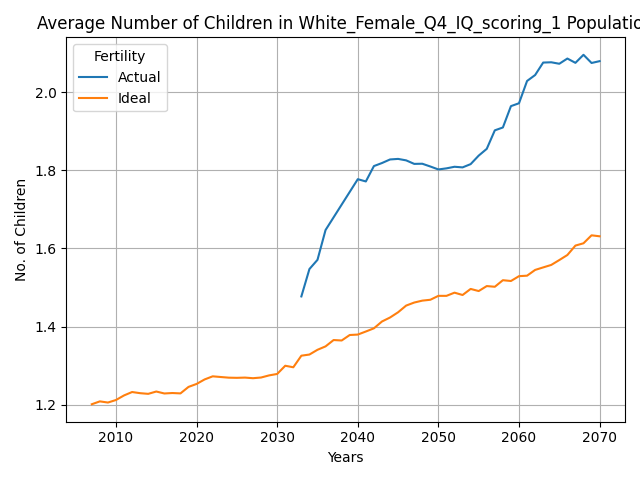 Average Number of Children in White_Female_Q4_IQ_scoring_1 Populatio
Fertility
Actual
Ideal
No. of Children
2.0
1.8
1.6
1.4
1.2
2010 2020 2030 2040 2050 2060 2070
Years